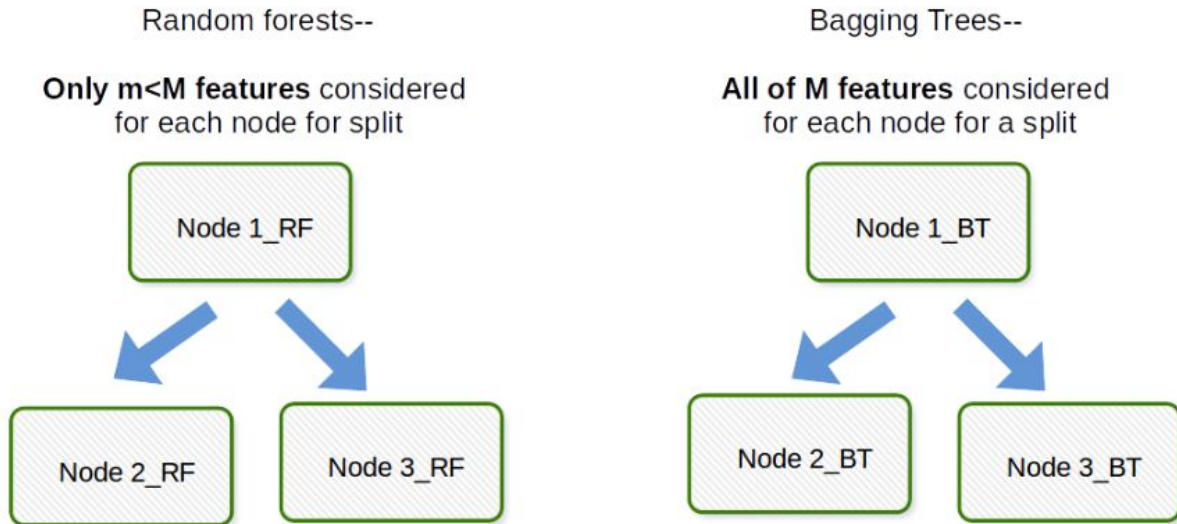 Random forests--
Only m<M features considered
for each node for split
Node 1_RF
Node 2_RF
Node 3_RF
Bagging Trees--
All of M features considered
for each node for a split
Node 1_BT
Node 2_BT
Node 3_BT